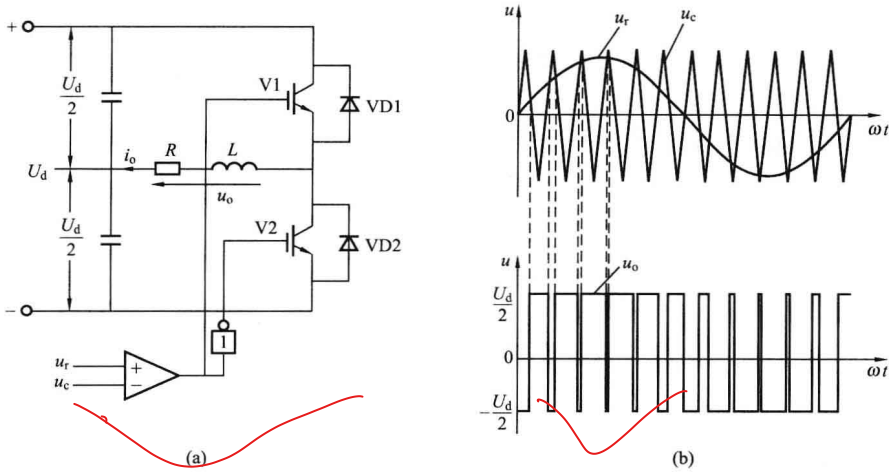 +
U_d/2
V1
VD1
i_o
R
L
U_d
u_o
U_d/2
V2
VD2
−
1
u_r
+
u_c
−
(a)
u
u_r
u_c
0
ωt
u
u_o
U_d/2
0
ωt
−U_d/2
(b)